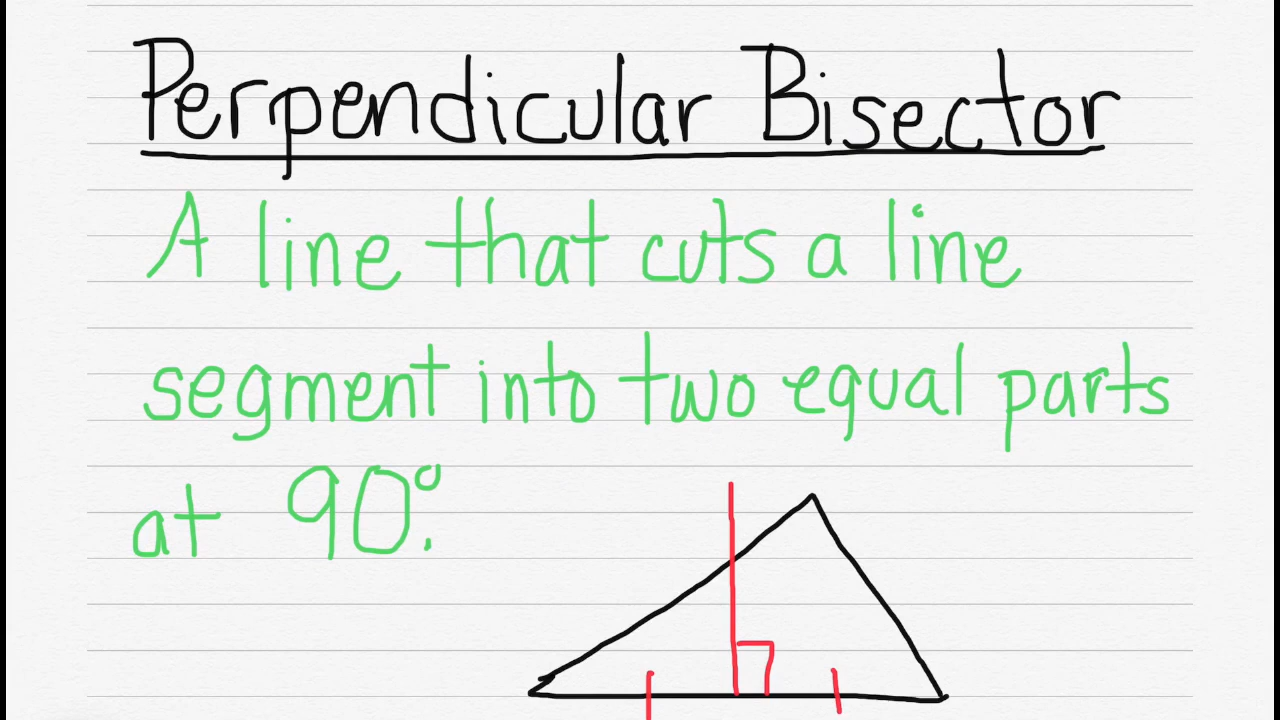 Perpendicular Bisector
A line that cuts a line
segment into two equal parts
at 90°.